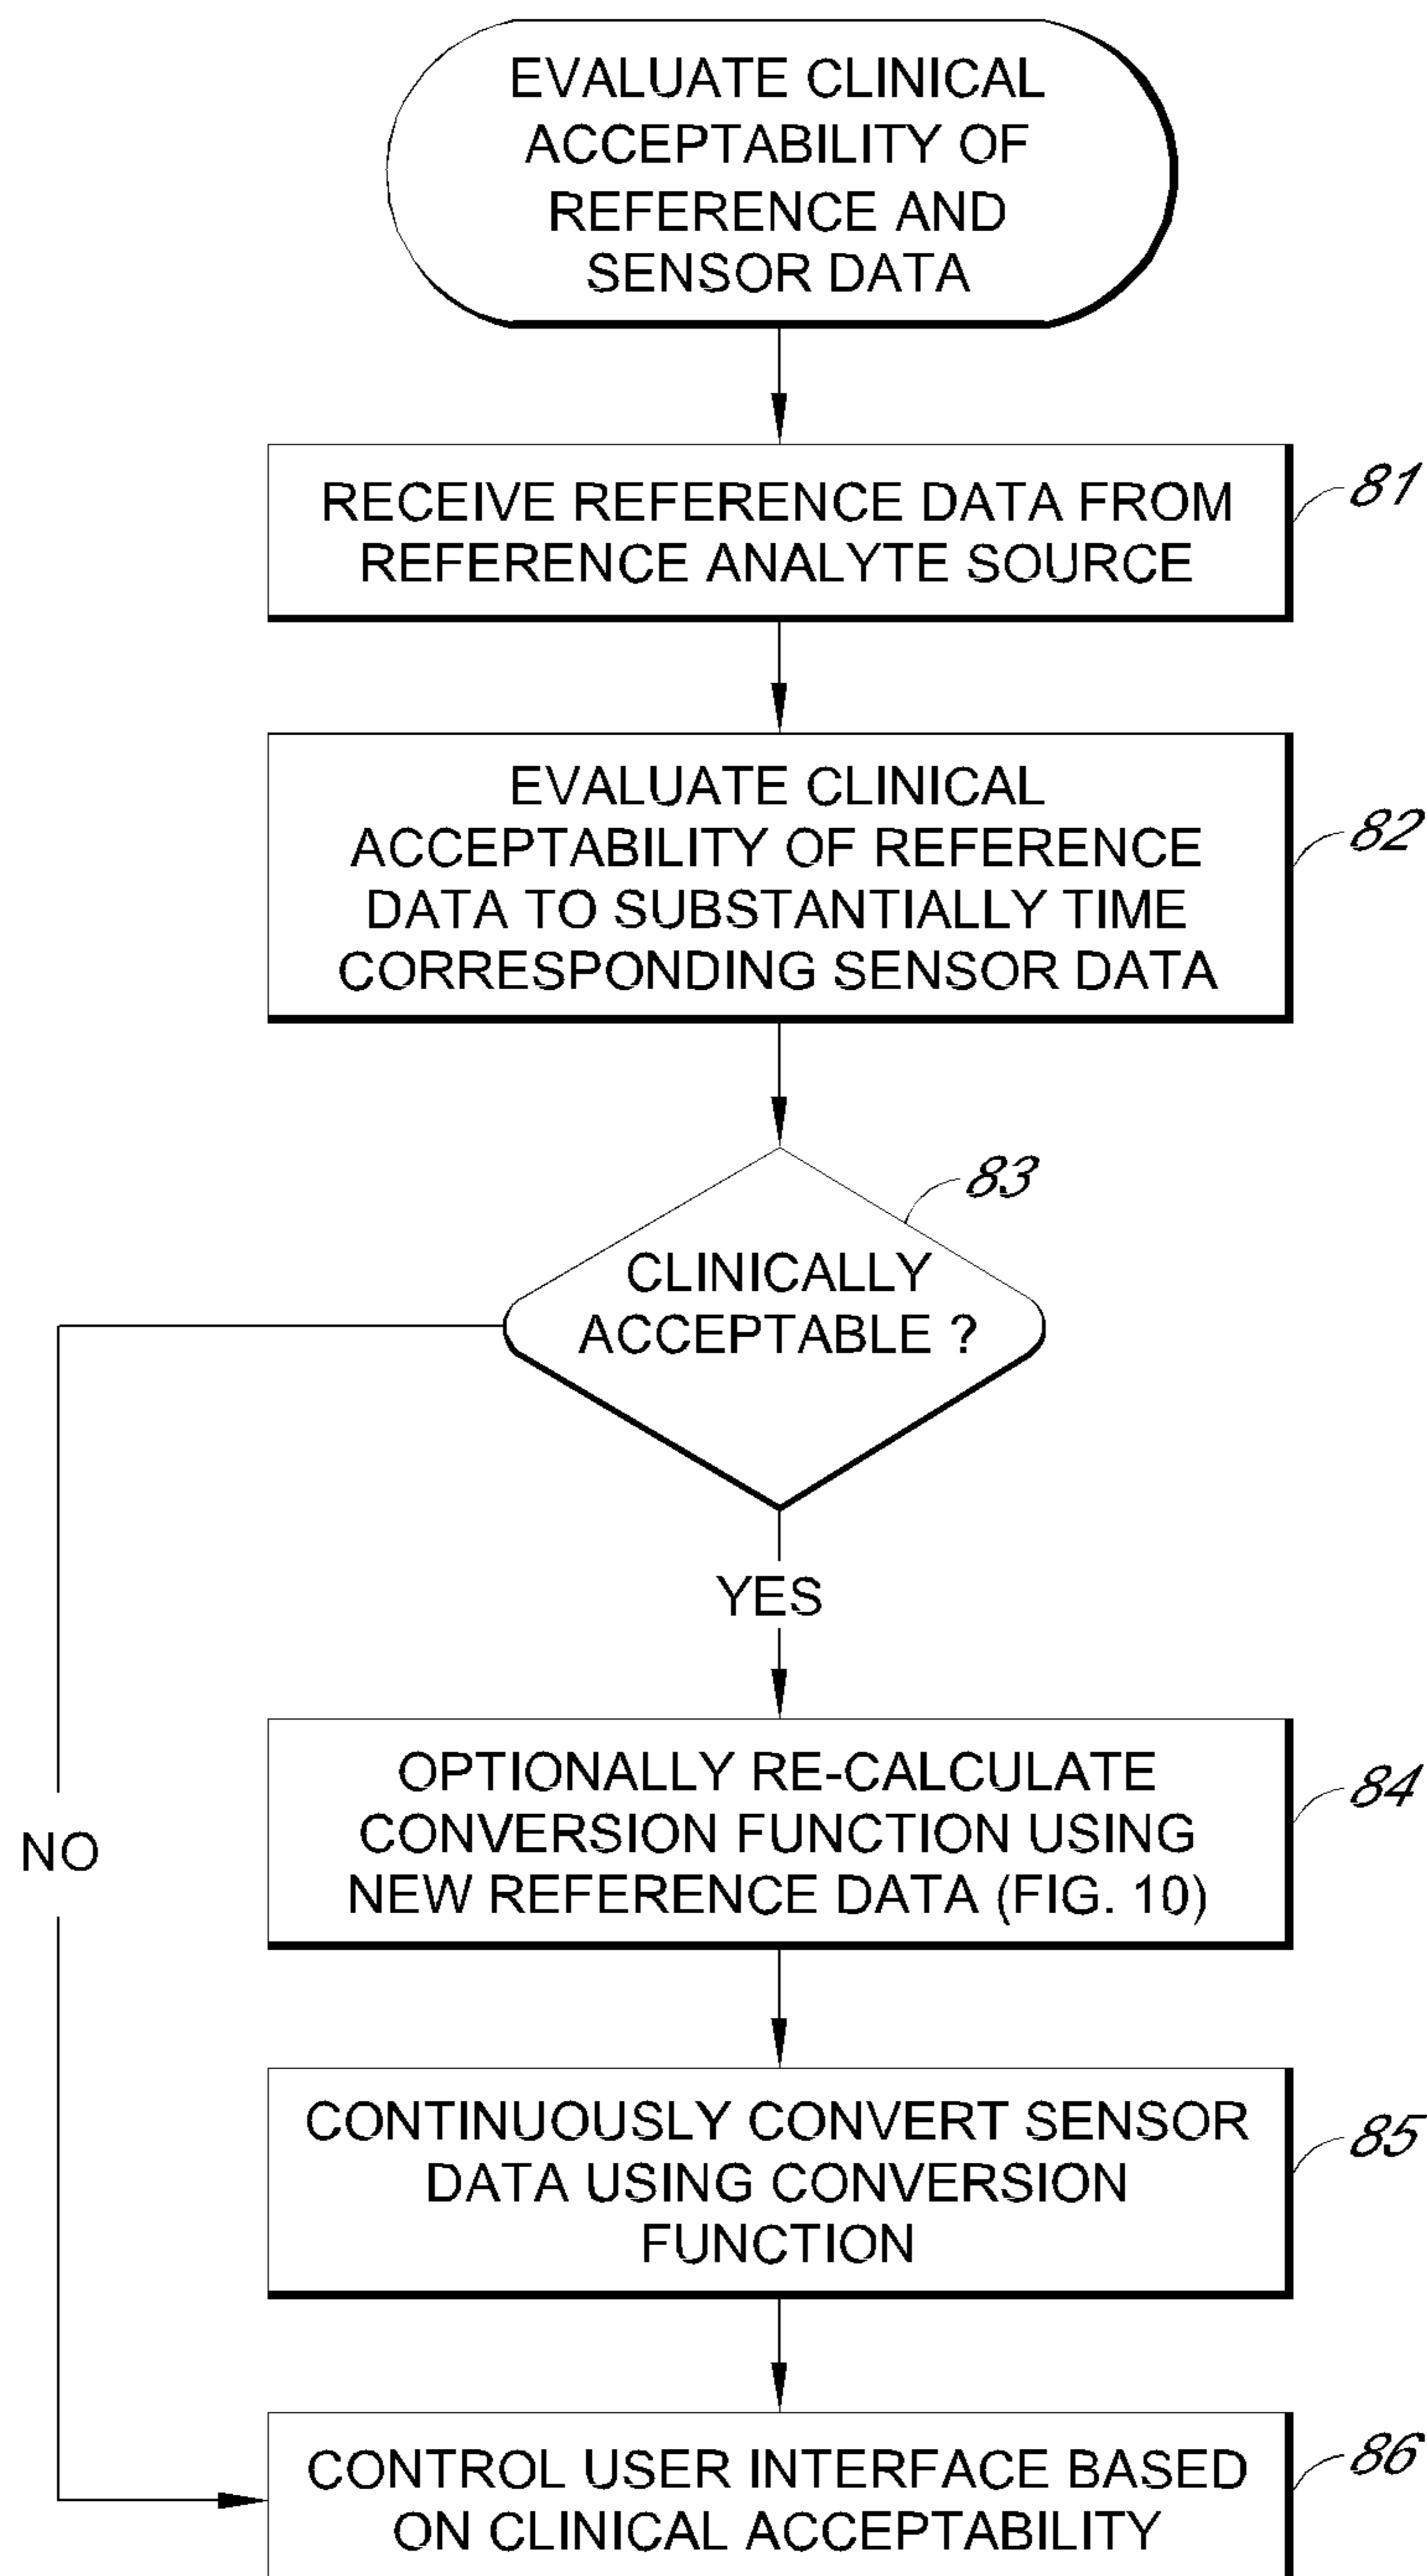 EVALUATE CLINICAL
ACCEPTABILITY OF
REFERENCE AND
SENSOR DATA
RECEIVE REFERENCE DATA FROM
REFERENCE ANALYTE SOURCE
81
EVALUATE CLINICAL
ACCEPTABILITY OF REFERENCE
DATA TO SUBSTANTIALLY TIME
CORRESPONDING SENSOR DATA
82
83
CLINICALLY
ACCEPTABLE ?
YES
NO
OPTIONALLY RE-CALCULATE
CONVERSION FUNCTION USING
NEW REFERENCE DATA (FIG. 10)
84
CONTINUOUSLY CONVERT SENSOR
DATA USING CONVERSION
FUNCTION
85
CONTROL USER INTERFACE BASED
ON CLINICAL ACCEPTABILITY
86